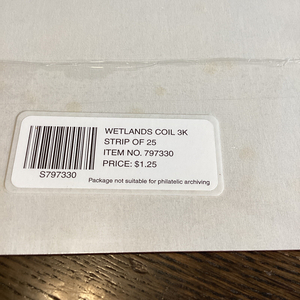 WETLANDS COIL 3K
STRIP OF 25
ITEM NO. 797330
PRICE: $1.25
S797330
Package not suitable for philatelic archiving